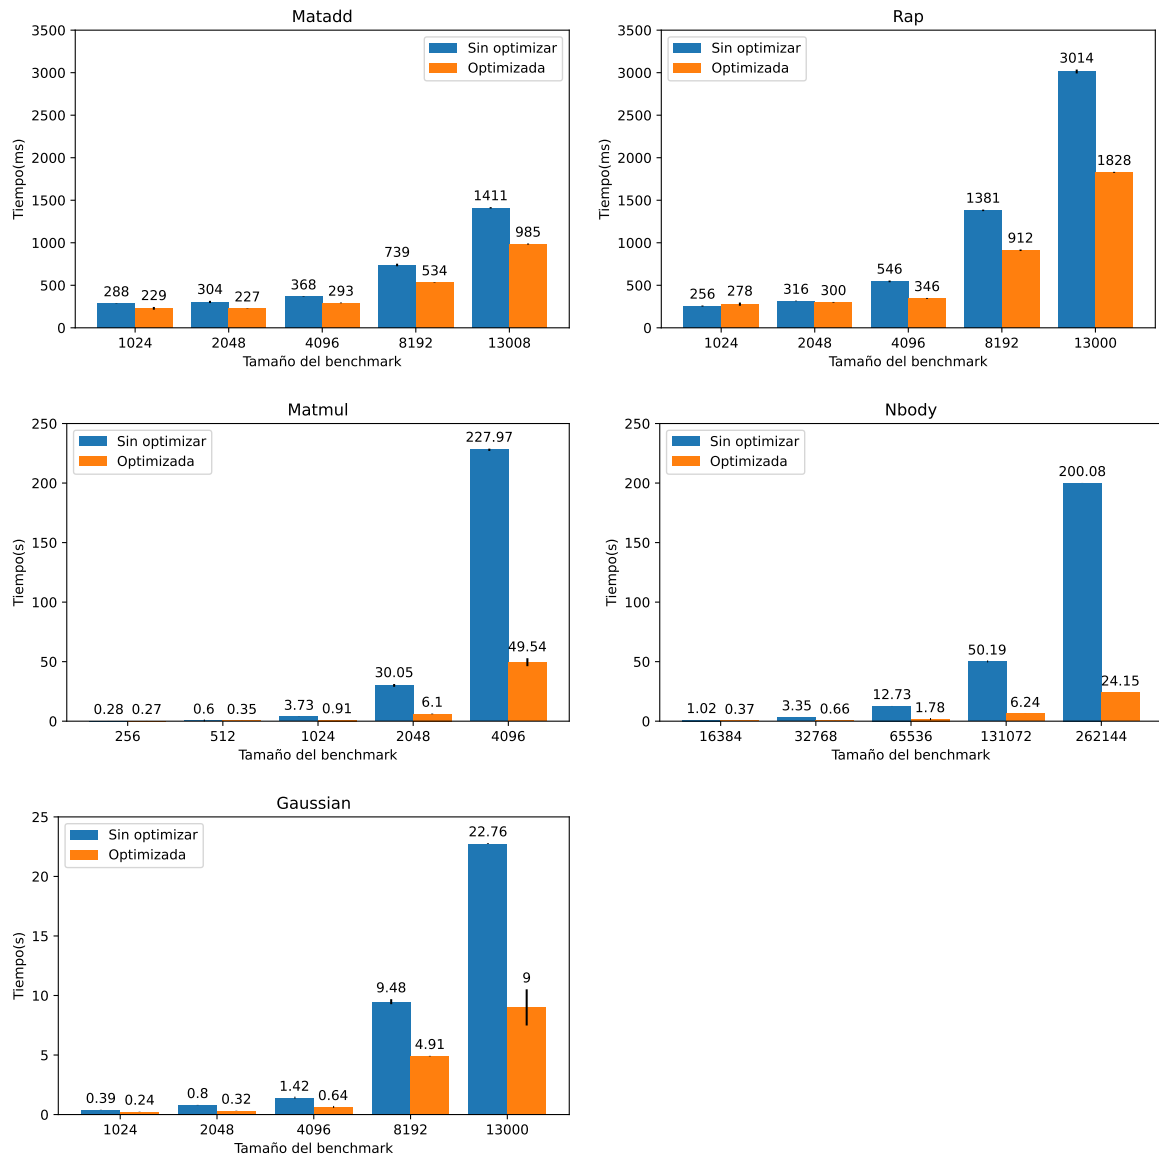 Matadd
3500
3000
2500
2000
1500
1000
500
0
Tiempo(ms)
Sin optimizar
Optimizada
288 229 304 227 368 293 739 534 1411 985
1024 2048 4096 8192 13008
Tamaño del benchmark
Rap
3500
3000
2500
2000
1500
1000
500
0
Tiempo(ms)
Sin optimizar
Optimizada
256 278 316 300 546 346 1381 912 3014 1828
1024 2048 4096 8192 13000
Tamaño del benchmark
Matmul
250
200
150
100
50
0
Tiempo(s)
Sin optimizar
Optimizada
0.28 0.27 0.6 0.35 3.73 0.91 30.05 6.1 227.97 49.54
256 512 1024 2048 4096
Tamaño del benchmark
Nbody
250
200
150
100
50
0
Tiempo(s)
Sin optimizar
Optimizada
1.02 0.37 3.35 0.66 12.73 1.78 50.19 6.24 200.08 24.15
16384 32768 65536 131072 262144
Tamaño del benchmark
Gaussian
25
20
15
10
5
0
Tiempo(s)
Sin optimizar
Optimizada
0.39 0.24 0.8 0.32 1.42 0.64 9.48 4.91 22.76 9
1024 2048 4096 8192 13000
Tamaño del benchmark